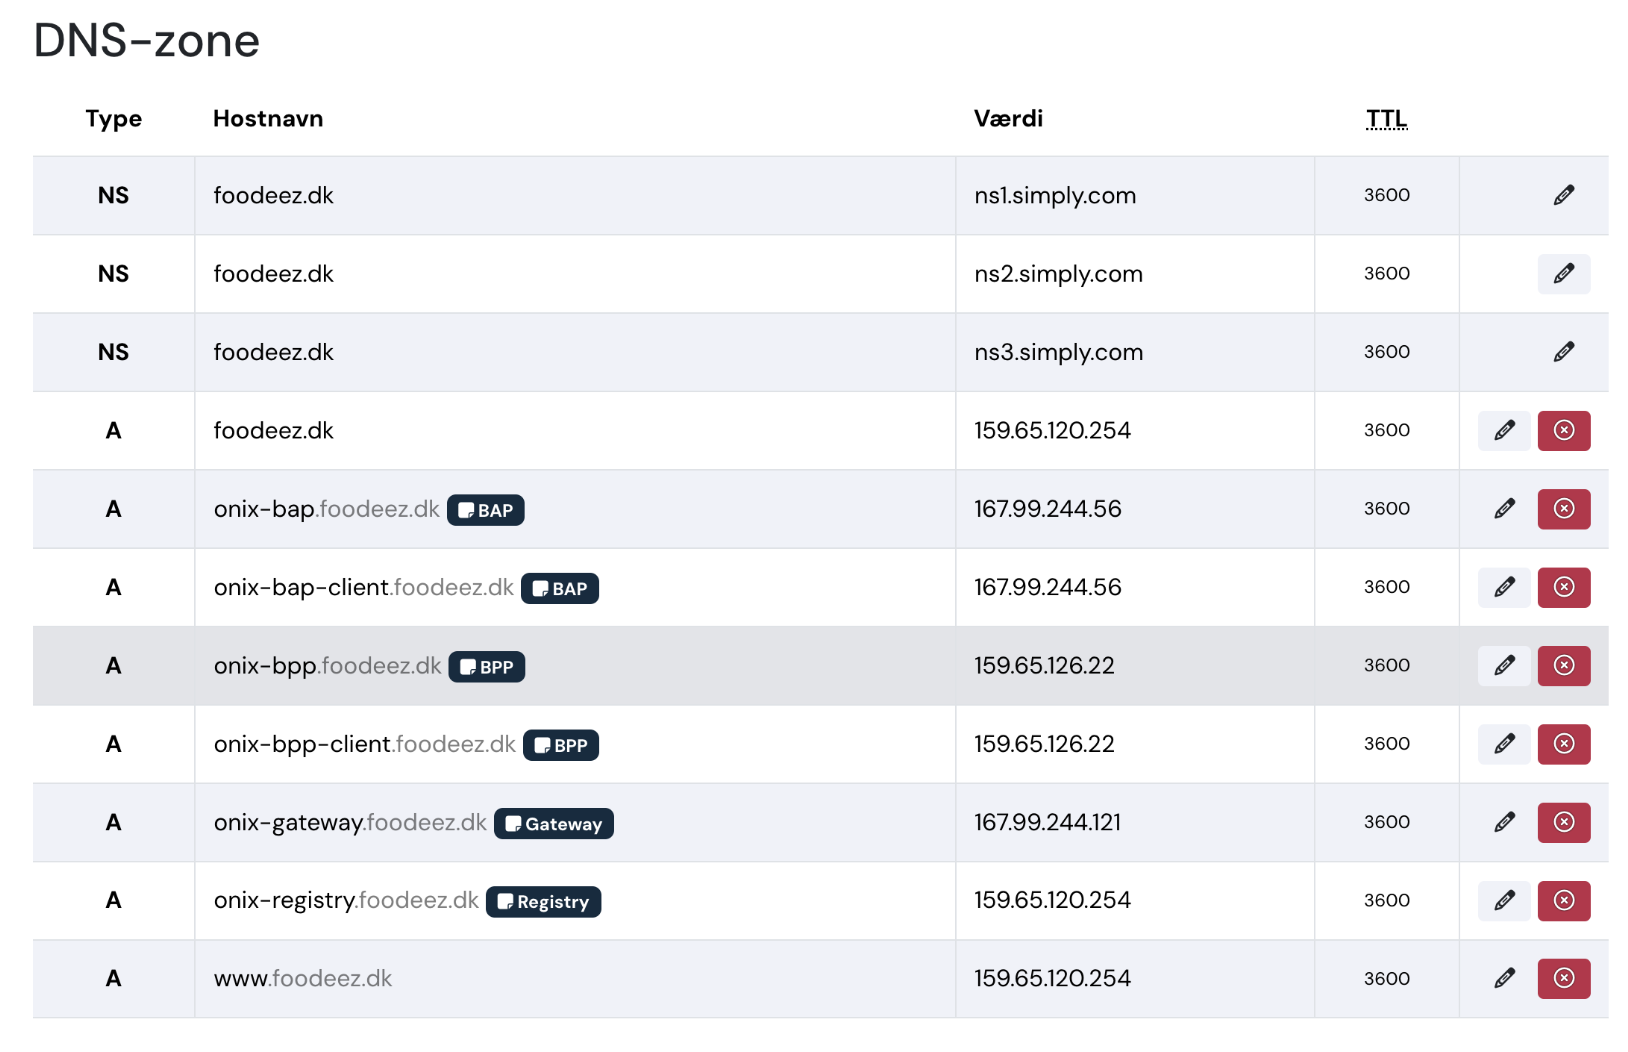 DNS-zone
Type Hostnavn Værdi TTL
NS foodeez.dk ns1.simply.com 3600
NS foodeez.dk ns2.simply.com 3600
NS foodeez.dk ns3.simply.com 3600
A foodeez.dk 159.65.120.254 3600
A onix-bap.foodeez.dk BAP 167.99.244.56 3600
A onix-bap-client.foodeez.dk BAP 167.99.244.56 3600
A onix-bpp.foodeez.dk BPP 159.65.126.22 3600
A onix-bpp-client.foodeez.dk BPP 159.65.126.22 3600
A onix-gateway.foodeez.dk Gateway 167.99.244.121 3600
A onix-registry.foodeez.dk Registry 159.65.120.254 3600
A www.foodeez.dk 159.65.120.254 3600